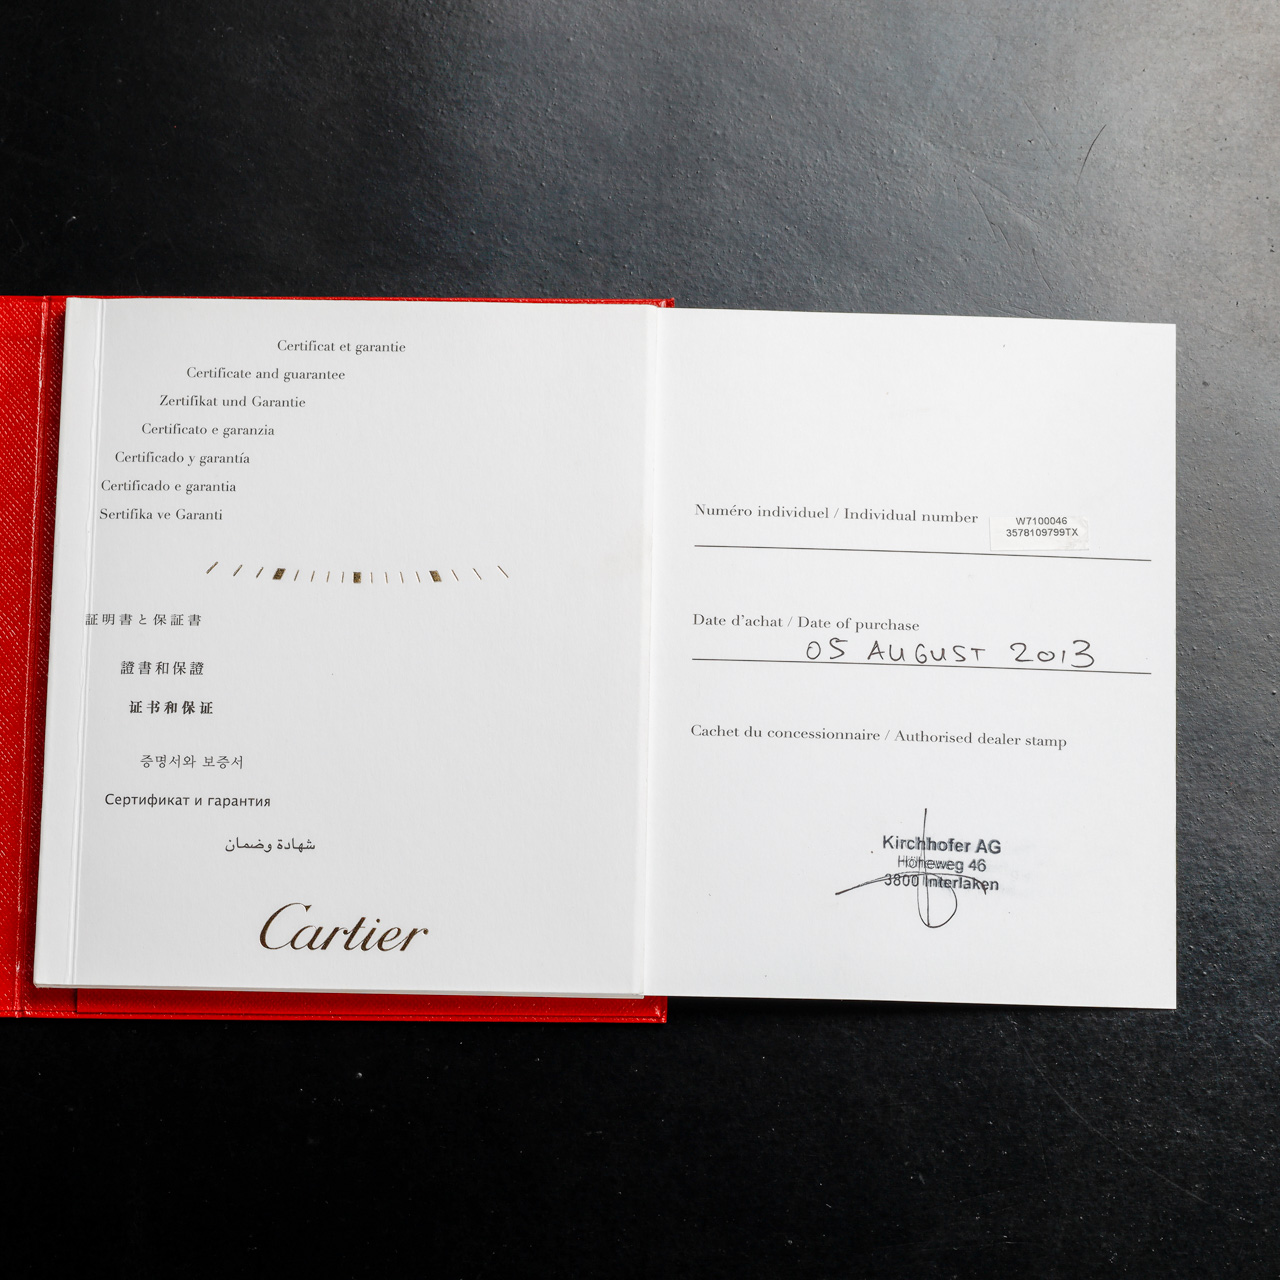 Certificat et garantie
Certificate and guarantee
Zertifikat und Garantie
Certificato e garanzia
Certificado y garantía
Certificado e garantia
Sertifika ve Garanti
証明書と保証書
證書和保證
证书和保证
증명서와 보증서
Сертификат и гарантия
شهادة وضمان
Cartier
Numéro individuel / Individual number
W7100046
3578109799TX
Date d'achat / Date of purchase
05 AUGUST 2013
Cachet du concessionnaire / Authorised dealer stamp
Kirchhofer AG
Höheweg 46
3800 Interlaken